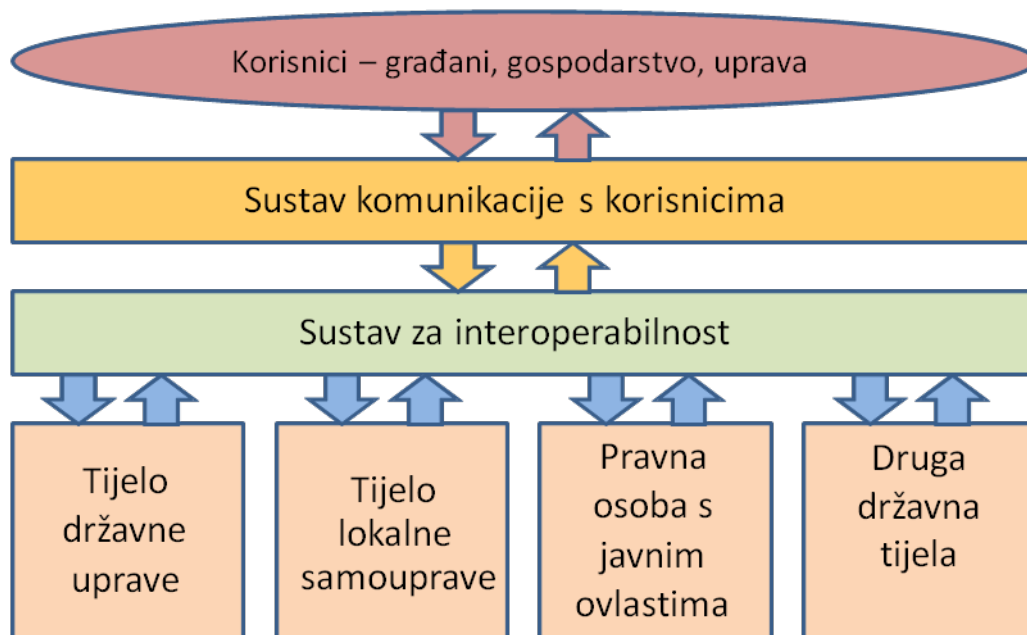 Korisnici – građani, gospodarstvo, uprava
Sustav komunikacije s korisnicima
Sustav za interoperabilnost
Tijelo
državne
uprave
Tijelo
lokalne
samouprave
Pravna
osoba s
javnim
ovlastima
Druga
državna
tijela